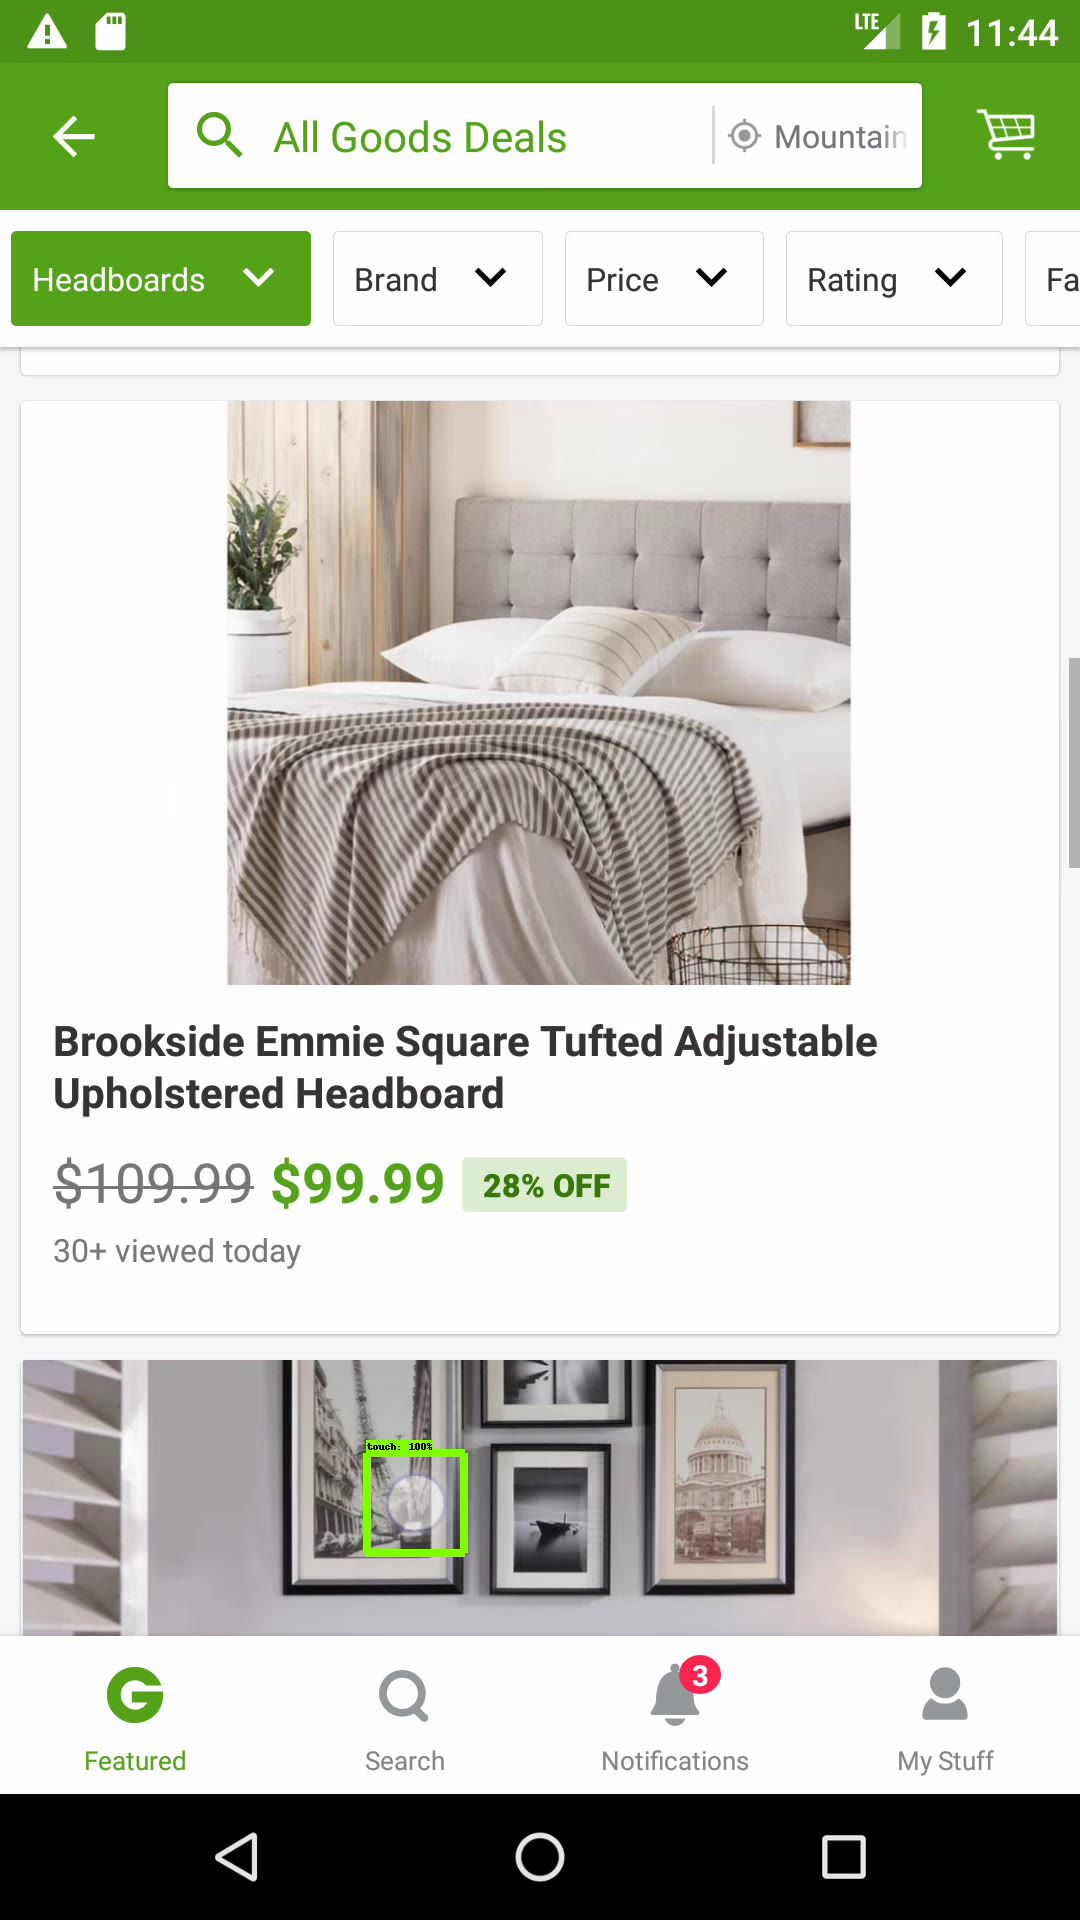 LTE 11:44
All Goods Deals Mountain
Headboards Brand Price Rating Fa
Brookside Emmie Square Tufted Adjustable
Upholstered Headboard
$109.99 $99.99 28% OFF
30+ viewed today
touch: 100%
3
Featured Search Notifications My Stuff